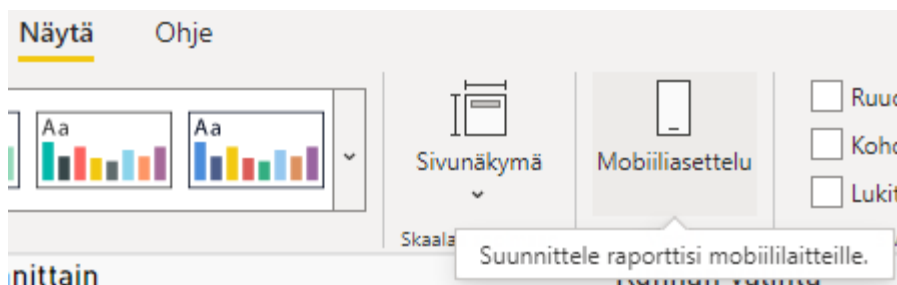 Näytä Ohje
Aa Aa
Sivunäkymä
Mobiiliasettelu
Suunnittele raporttisi mobiililaitteille.